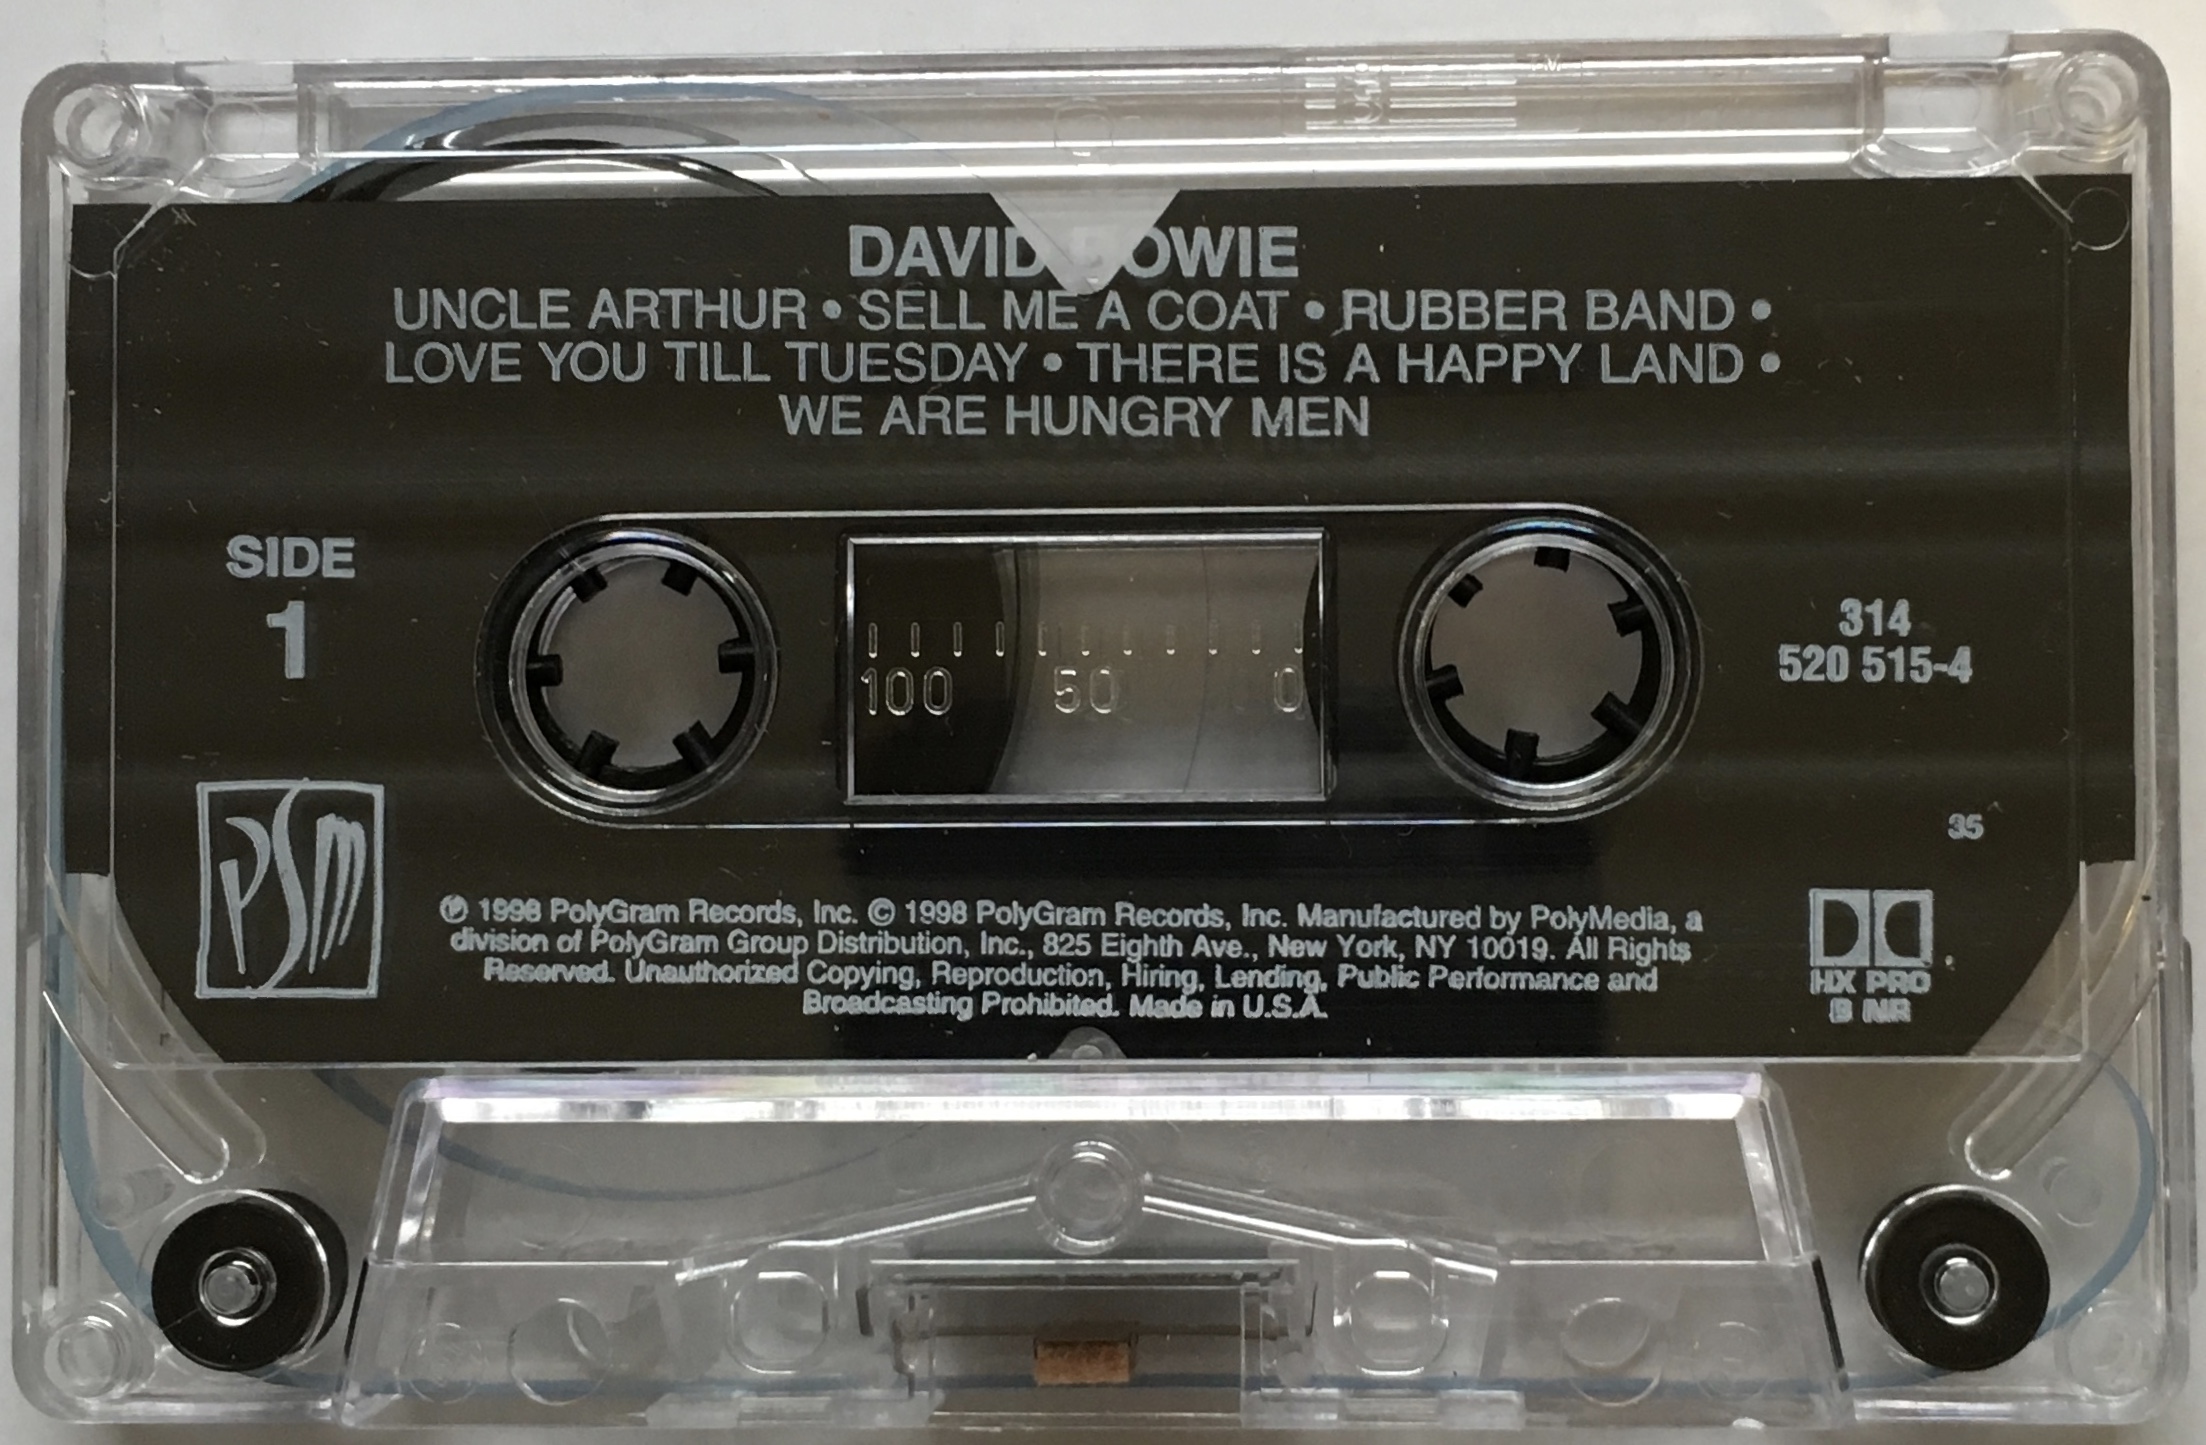 DAVID BOWIE
UNCLE ARTHUR • SELL ME A COAT • RUBBER BAND •
LOVE YOU TILL TUESDAY • THERE IS A HAPPY LAND •
WE ARE HUNGRY MEN
SIDE
1
100 50 0
314
520 515-4
35
PSM
℗ 1998 PolyGram Records, Inc. © 1998 PolyGram Records, Inc. Manufactured by PolyMedia, a
division of PolyGram Group Distribution, Inc., 825 Eighth Ave., New York, NY 10019. All Rights
Reserved. Unauthorized Copying, Reproduction, Hiring, Lending, Public Performance and
Broadcasting Prohibited. Made in U.S.A.
HX PRO
B NR